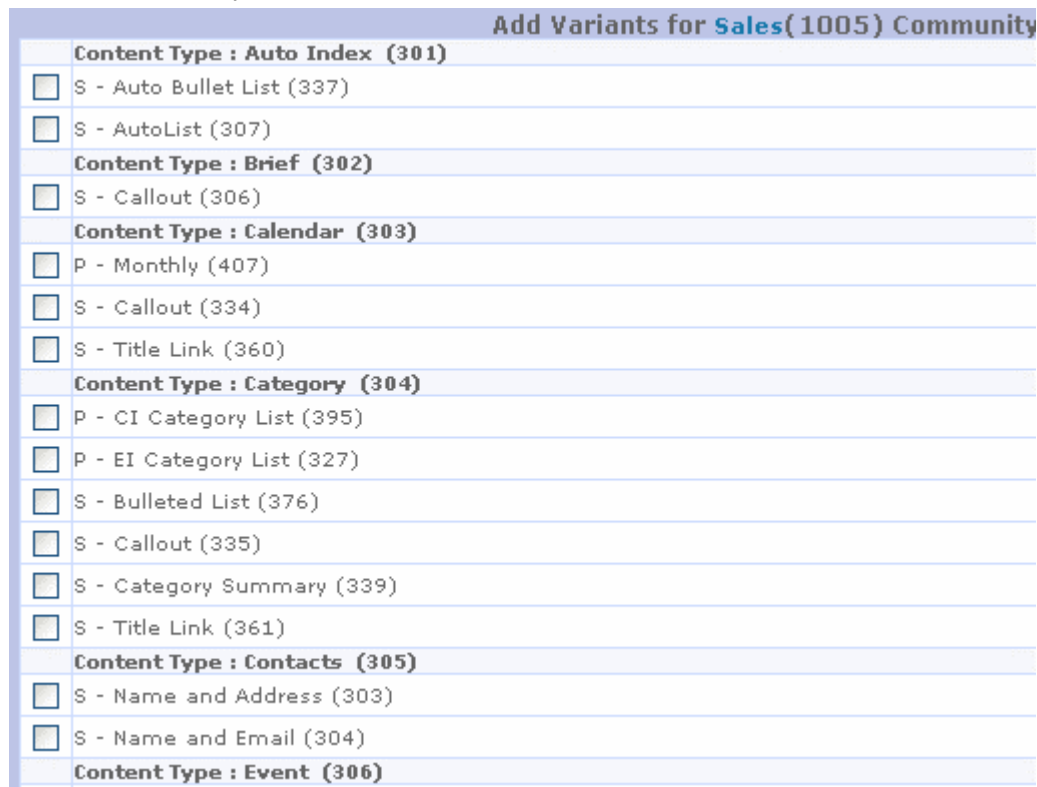 Add Variants for Sales(1005) Community
Content Type : Auto Index (301)
S - Auto Bullet List (337)
S - AutoList (307)
Content Type : Brief (302)
S - Callout (306)
Content Type : Calendar (303)
P - Monthly (407)
S - Callout (334)
S - Title Link (360)
Content Type : Category (304)
P - CI Category List (395)
P - EI Category List (327)
S - Bulleted List (376)
S - Callout (335)
S - Category Summary (339)
S - Title Link (361)
Content Type : Contacts (305)
S - Name and Address (303)
S - Name and Email (304)
Content Type : Event (306)